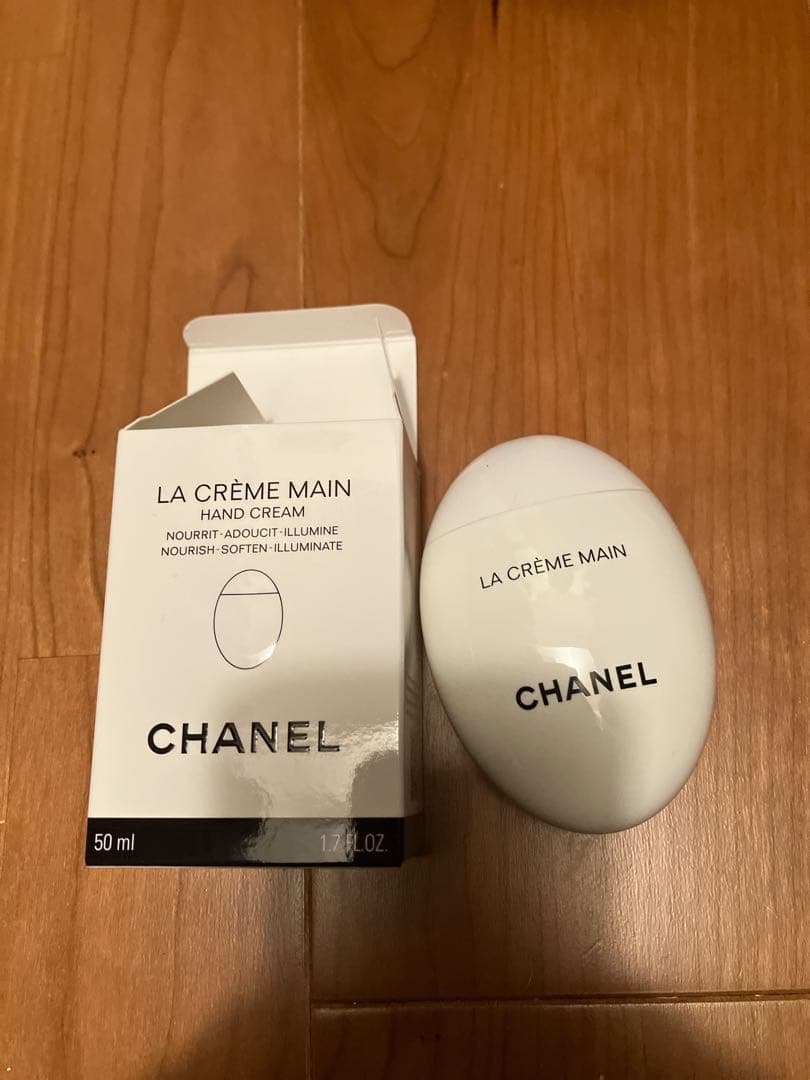 LA CRÈME MAIN
HAND CREAM
NOURRIT-ADOUCIT-ILLUMINE
NOURISH-SOFTEN-ILLUMINATE
CHANEL
50 ml 1.7 FL.OZ.
LA CRÈME MAIN
CHANEL